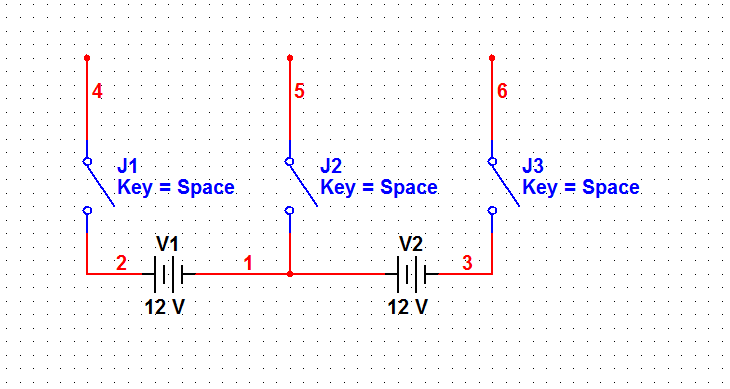 4
5
6
J1
Key = Space
J2
Key = Space
J3
Key = Space
V1
V2
2
1
3
12 V
12 V